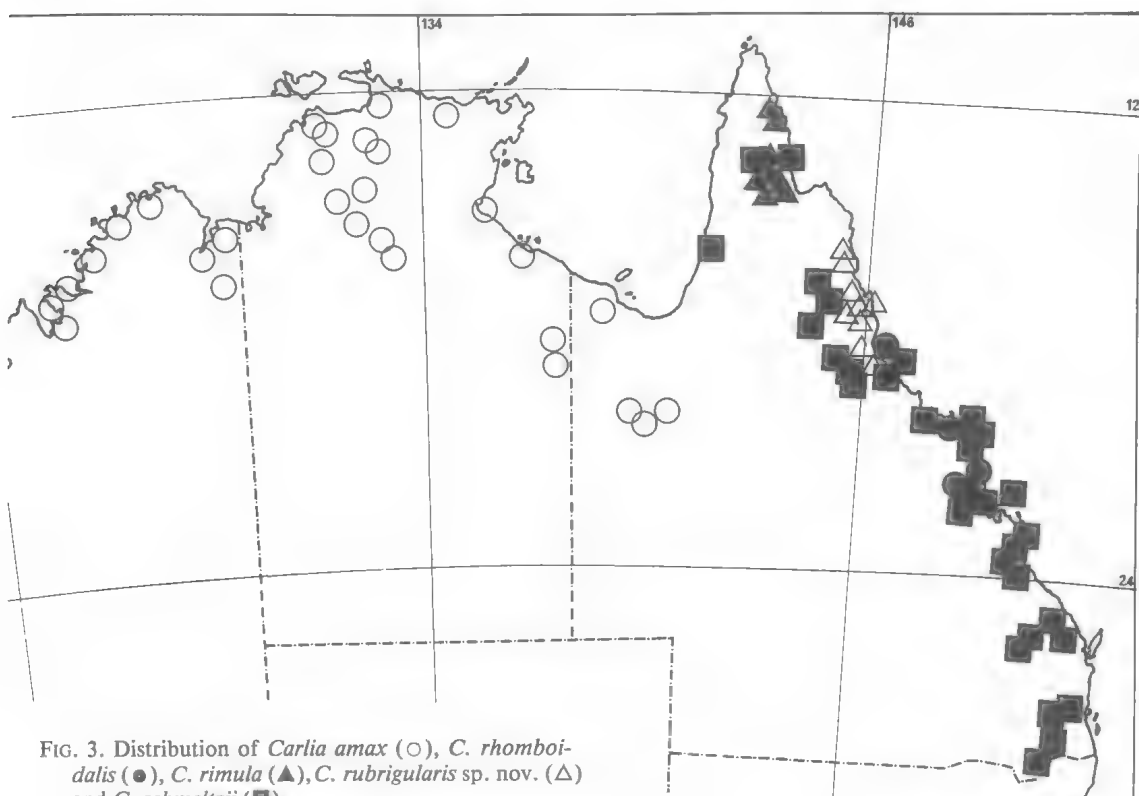 134
146
12
24
FIG. 3. Distribution of Carlia amax (○), C. rhomboi-
dalis (●), C. rimula (▲), C. rubrigularis sp. nov. (△)